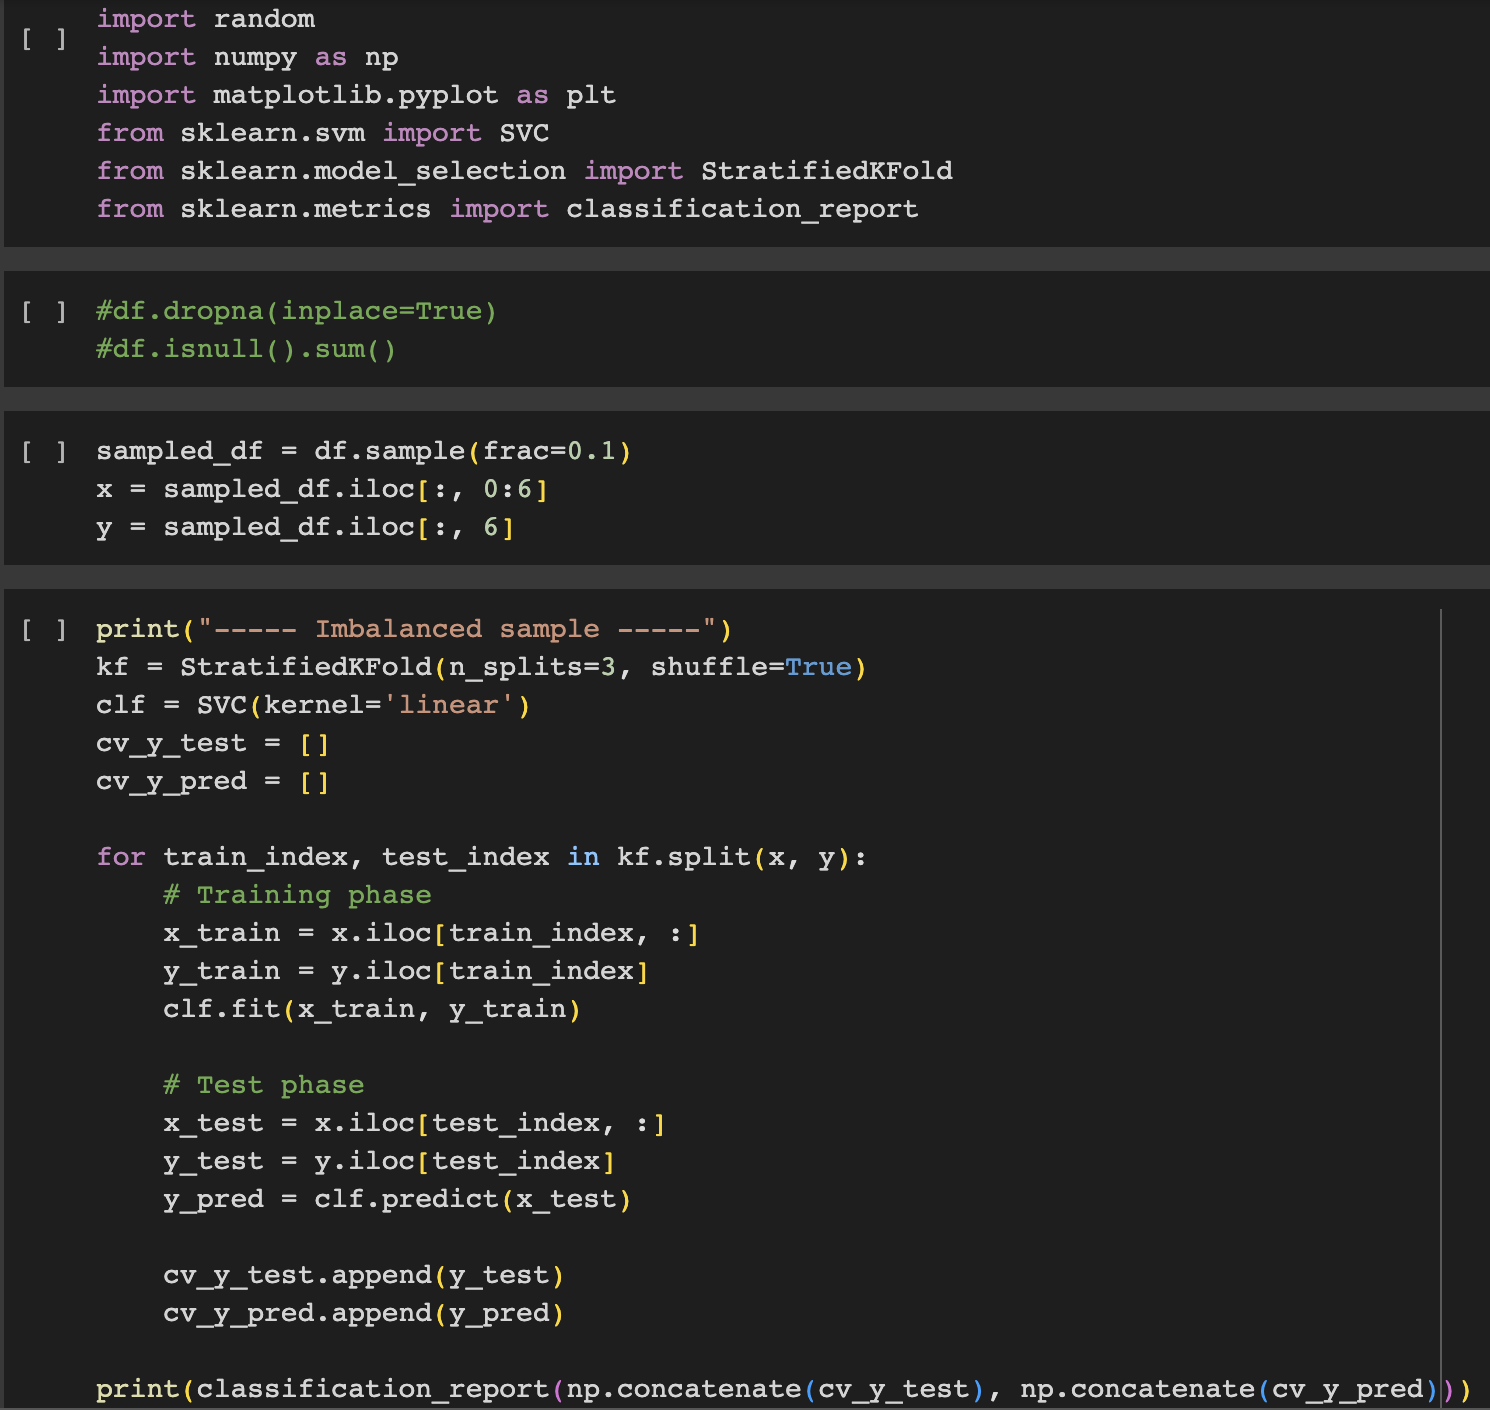 [ ]
import random
import numpy as np
import matplotlib.pyplot as plt
from sklearn.svm import SVC
from sklearn.model_selection import StratifiedKFold
from sklearn.metrics import classification_report
[ ]
#df.dropna(inplace=True)
#df.isnull().sum()
[ ]
sampled_df = df.sample(frac=0.1)
x = sampled_df.iloc[:, 0:6]
y = sampled_df.iloc[:, 6]
[ ]
print("----- Imbalanced sample -----")
kf = StratifiedKFold(n_splits=3, shuffle=True)
clf = SVC(kernel='linear')
cv_y_test = []
cv_y_pred = []

for train_index, test_index in kf.split(x, y):
    # Training phase
    x_train = x.iloc[train_index, :]
    y_train = y.iloc[train_index]
    clf.fit(x_train, y_train)

    # Test phase
    x_test = x.iloc[test_index, :]
    y_test = y.iloc[test_index]
    y_pred = clf.predict(x_test)

    cv_y_test.append(y_test)
    cv_y_pred.append(y_pred)

print(classification_report(np.concatenate(cv_y_test), np.concatenate(cv_y_pred)))